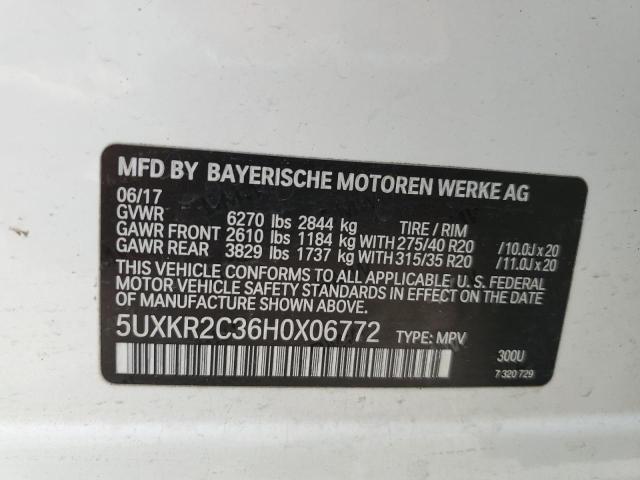 MFD BY BAYERISCHE MOTOREN WERKE AG
06/17
GVWR 6270 lbs 2844 kg TIRE / RIM
GAWR FRONT 2610 lbs 1184 kg WITH 275/40 R20 /10.0J x 20
GAWR REAR 3829 lbs 1737 kg WITH 315/35 R20 /11.0J x 20
THIS VEHICLE CONFORMS TO ALL APPLICABLE U. S. FEDERAL
MOTOR VEHICLE SAFETY STANDARDS IN EFFECT ON THE DATE
OF MANUFACTURE SHOWN ABOVE.
5UXKR2C36H0X06772 TYPE: MPV 300U
7 320 729